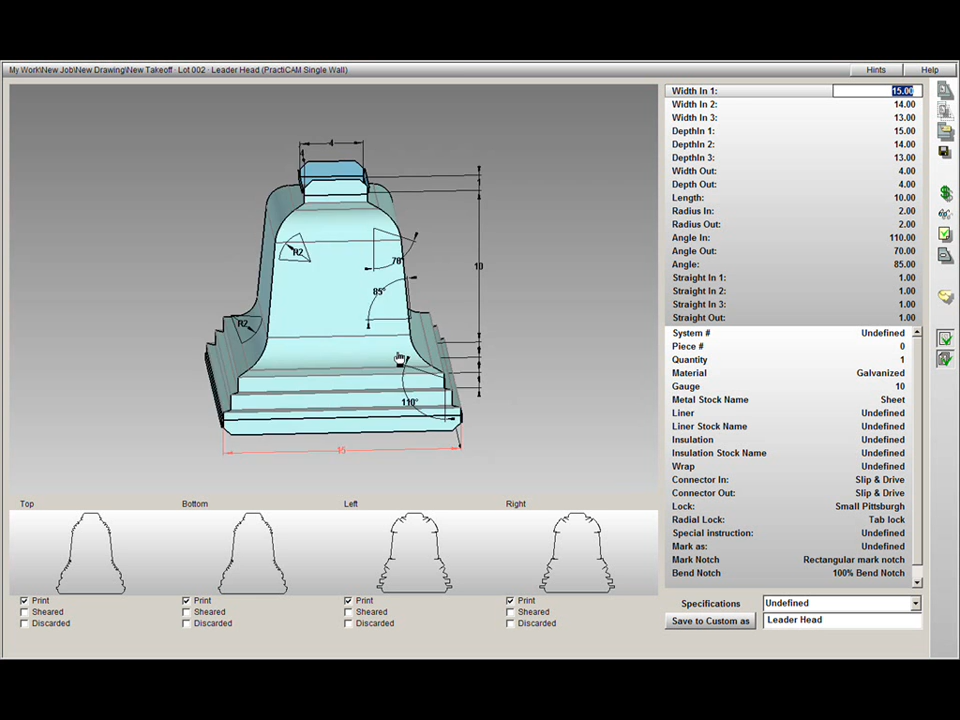 My Work\New Job\New Drawing\New Takeoff - Lot 002 - Leader Head (PractiCAM Single Wall)
Hints
Help
4
R2
78°
10
85°
R2
110°
15
Width In 1: 15.00
Width In 2: 14.00
Width In 3: 13.00
DepthIn 1: 15.00
DepthIn 2: 14.00
DepthIn 3: 13.00
Width Out: 4.00
Depth Out: 4.00
Length: 10.00
Radius In: 2.00
Radius Out: 2.00
Angle In: 110.00
Angle Out: 70.00
Angle: 85.00
Straight In 1: 1.00
Straight In 2: 1.00
Straight In 3: 1.00
Straight Out: 1.00
System # Undefined
Piece # 0
Quantity 1
Material Galvanized
Gauge 10
Metal Stock Name Sheet
Liner Undefined
Liner Stock Name Undefined
Insulation Undefined
Insulation Stock Name Undefined
Wrap Undefined
Connector In: Slip & Drive
Connector Out: Slip & Drive
Lock: Small Pittsburgh
Radial Lock: Tab lock
Special instruction: Undefined
Mark as: Undefined
Mark Notch Rectangular mark notch
Bend Notch 100% Bend Notch
Specifications Undefined
Save to Custom as Leader Head
Top Bottom Left Right
Print Print Print Print
Sheared Sheared Sheared Sheared
Discarded Discarded Discarded Discarded